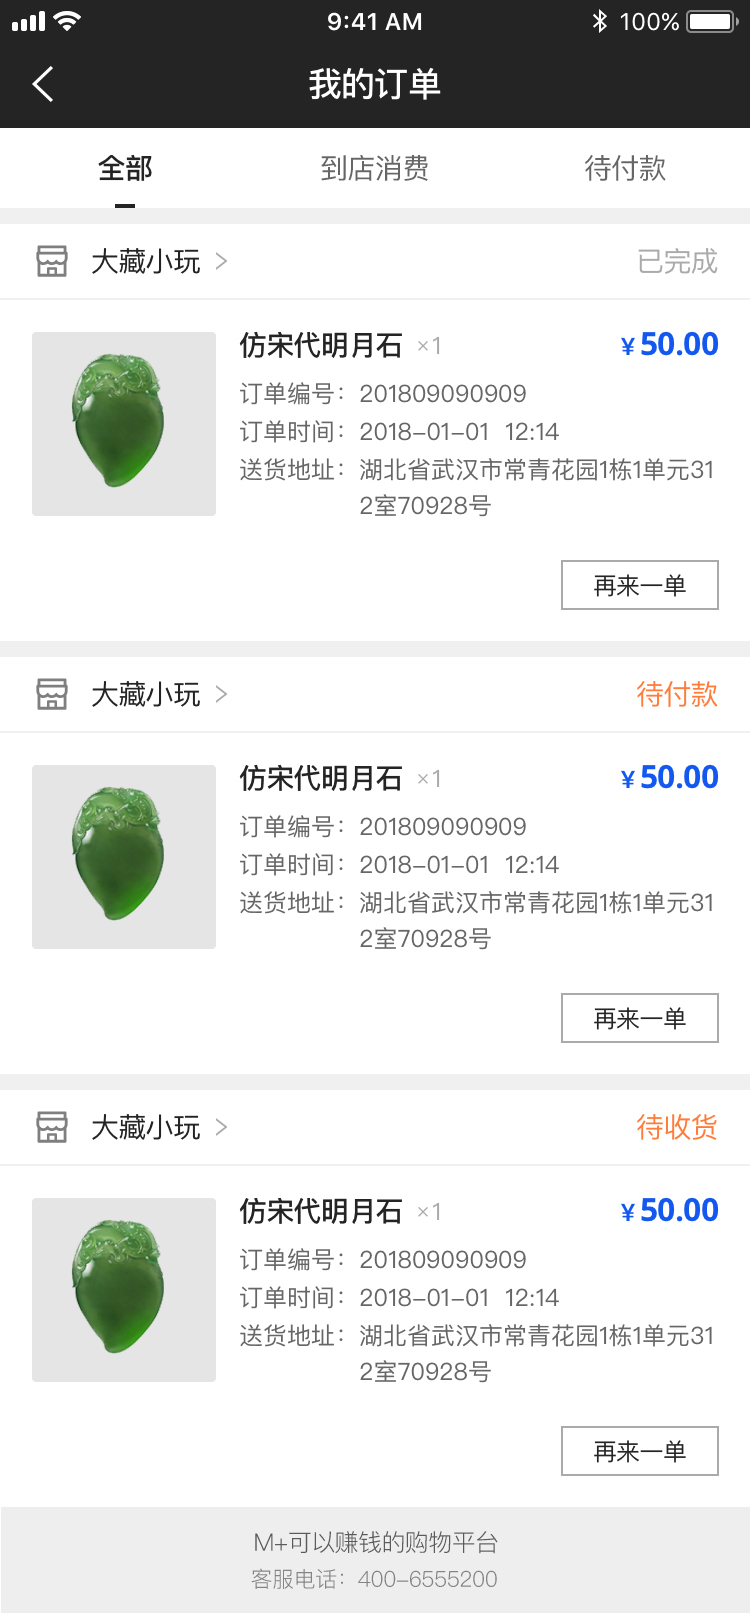 9:41 AM 100%
我的订单
全部 到店消费 待付款
大藏小玩 > 已完成
仿宋代明月石 ×1 ¥50.00
订单编号：201809090909
订单时间：2018-01-01 12:14
送货地址：湖北省武汉市常青花园1栋1单元31
2室70928号
再来一单
大藏小玩 > 待付款
仿宋代明月石 ×1 ¥50.00
订单编号：201809090909
订单时间：2018-01-01 12:14
送货地址：湖北省武汉市常青花园1栋1单元31
2室70928号
再来一单
大藏小玩 > 待收货
仿宋代明月石 ×1 ¥50.00
订单编号：201809090909
订单时间：2018-01-01 12:14
送货地址：湖北省武汉市常青花园1栋1单元31
2室70928号
再来一单
M+可以赚钱的购物平台
客服电话：400-6555200